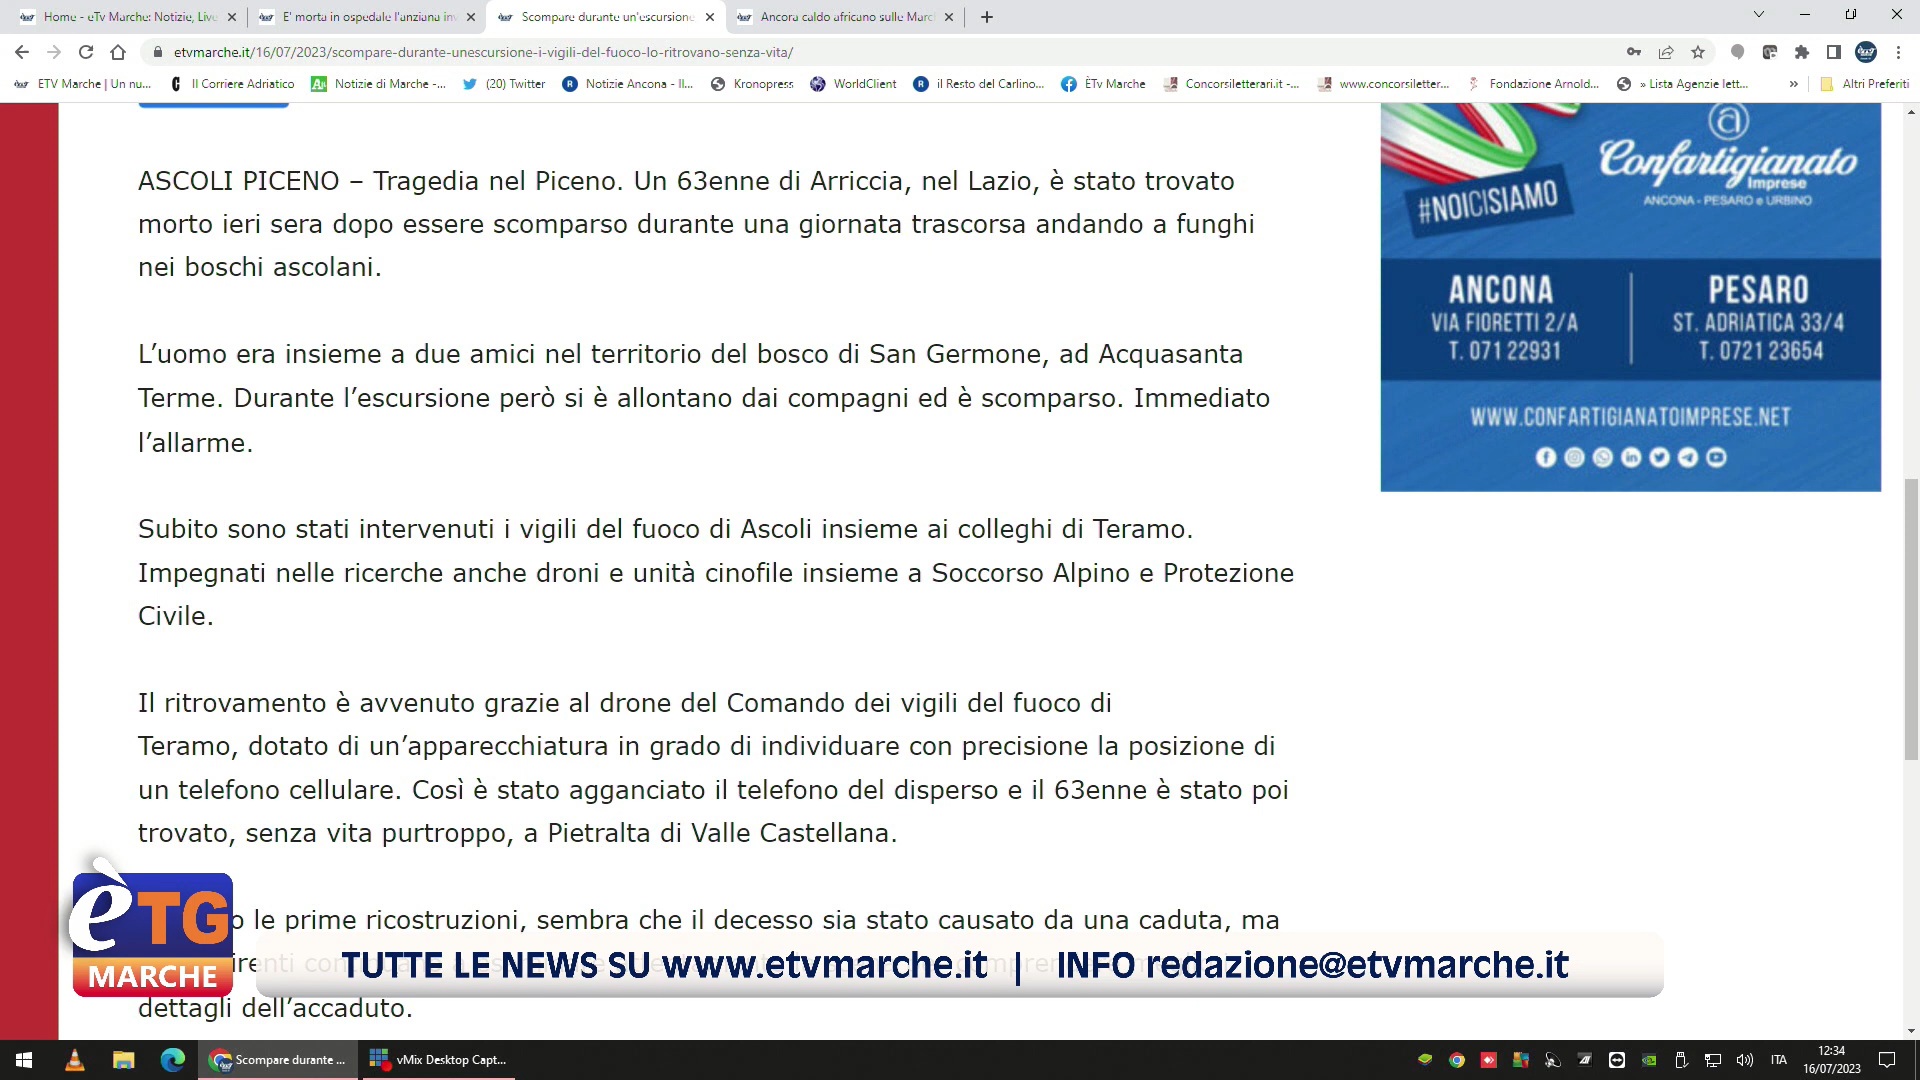 Home - eTv Marche: Notizie, Live
E' morta in ospedale l'anziana inv
Scompare durante un'escursione
Ancora caldo africano sulle Marc
etvmarche.it/16/07/2023/scompare-durante-unescursione-i-vigili-del-fuoco-lo-ritrovano-senza-vita/
ETV Marche | Un nu...
Il Corriere Adriatico
Notizie di Marche -...
(20) Twitter
Notizie Ancona - Il...
Kronopress
WorldClient
il Resto del Carlino...
ÈTv Marche
Concorsiletterari.it -...
www.concorsiletter...
Fondazione Arnold...
» Lista Agenzie lett...
»
Altri Preferiti
ASCOLI PICENO – Tragedia nel Piceno. Un 63enne di Arriccia, nel Lazio, è stato trovato
morto ieri sera dopo essere scomparso durante una giornata trascorsa andando a funghi
nei boschi ascolani.
L’uomo era insieme a due amici nel territorio del bosco di San Germone, ad Acquasanta
Terme. Durante l’escursione però si è allontano dai compagni ed è scomparso. Immediato
l’allarme.
Subito sono stati intervenuti i vigili del fuoco di Ascoli insieme ai colleghi di Teramo.
Impegnati nelle ricerche anche droni e unità cinofile insieme a Soccorso Alpino e Protezione
Civile.
Il ritrovamento è avvenuto grazie al drone del Comando dei vigili del fuoco di
Teramo, dotato di un’apparecchiatura in grado di individuare con precisione la posizione di
un telefono cellulare. Così è stato agganciato il telefono del disperso e il 63enne è stato poi
trovato, senza vita purtroppo, a Pietralta di Valle Castellana.
le prime ricostruzioni, sembra che il decesso sia stato causato da una caduta, ma
dettagli dell’accaduto.
#NOICISIAMO
Confartigianato
Imprese
ANCONA - PESARO e URBINO
ANCONA
VIA FIORETTI 2/A
T. 071 22931
PESARO
ST. ADRIATICA 33/4
T. 0721 23654
WWW.CONFARTIGIANATOIMPRESE.NET
èTG
MARCHE
TUTTE LE NEWS SU www.etvmarche.it | INFO redazione@etvmarche.it
Scompare durante ...
vMix Desktop Capt...
ITA
12:34
16/07/2023